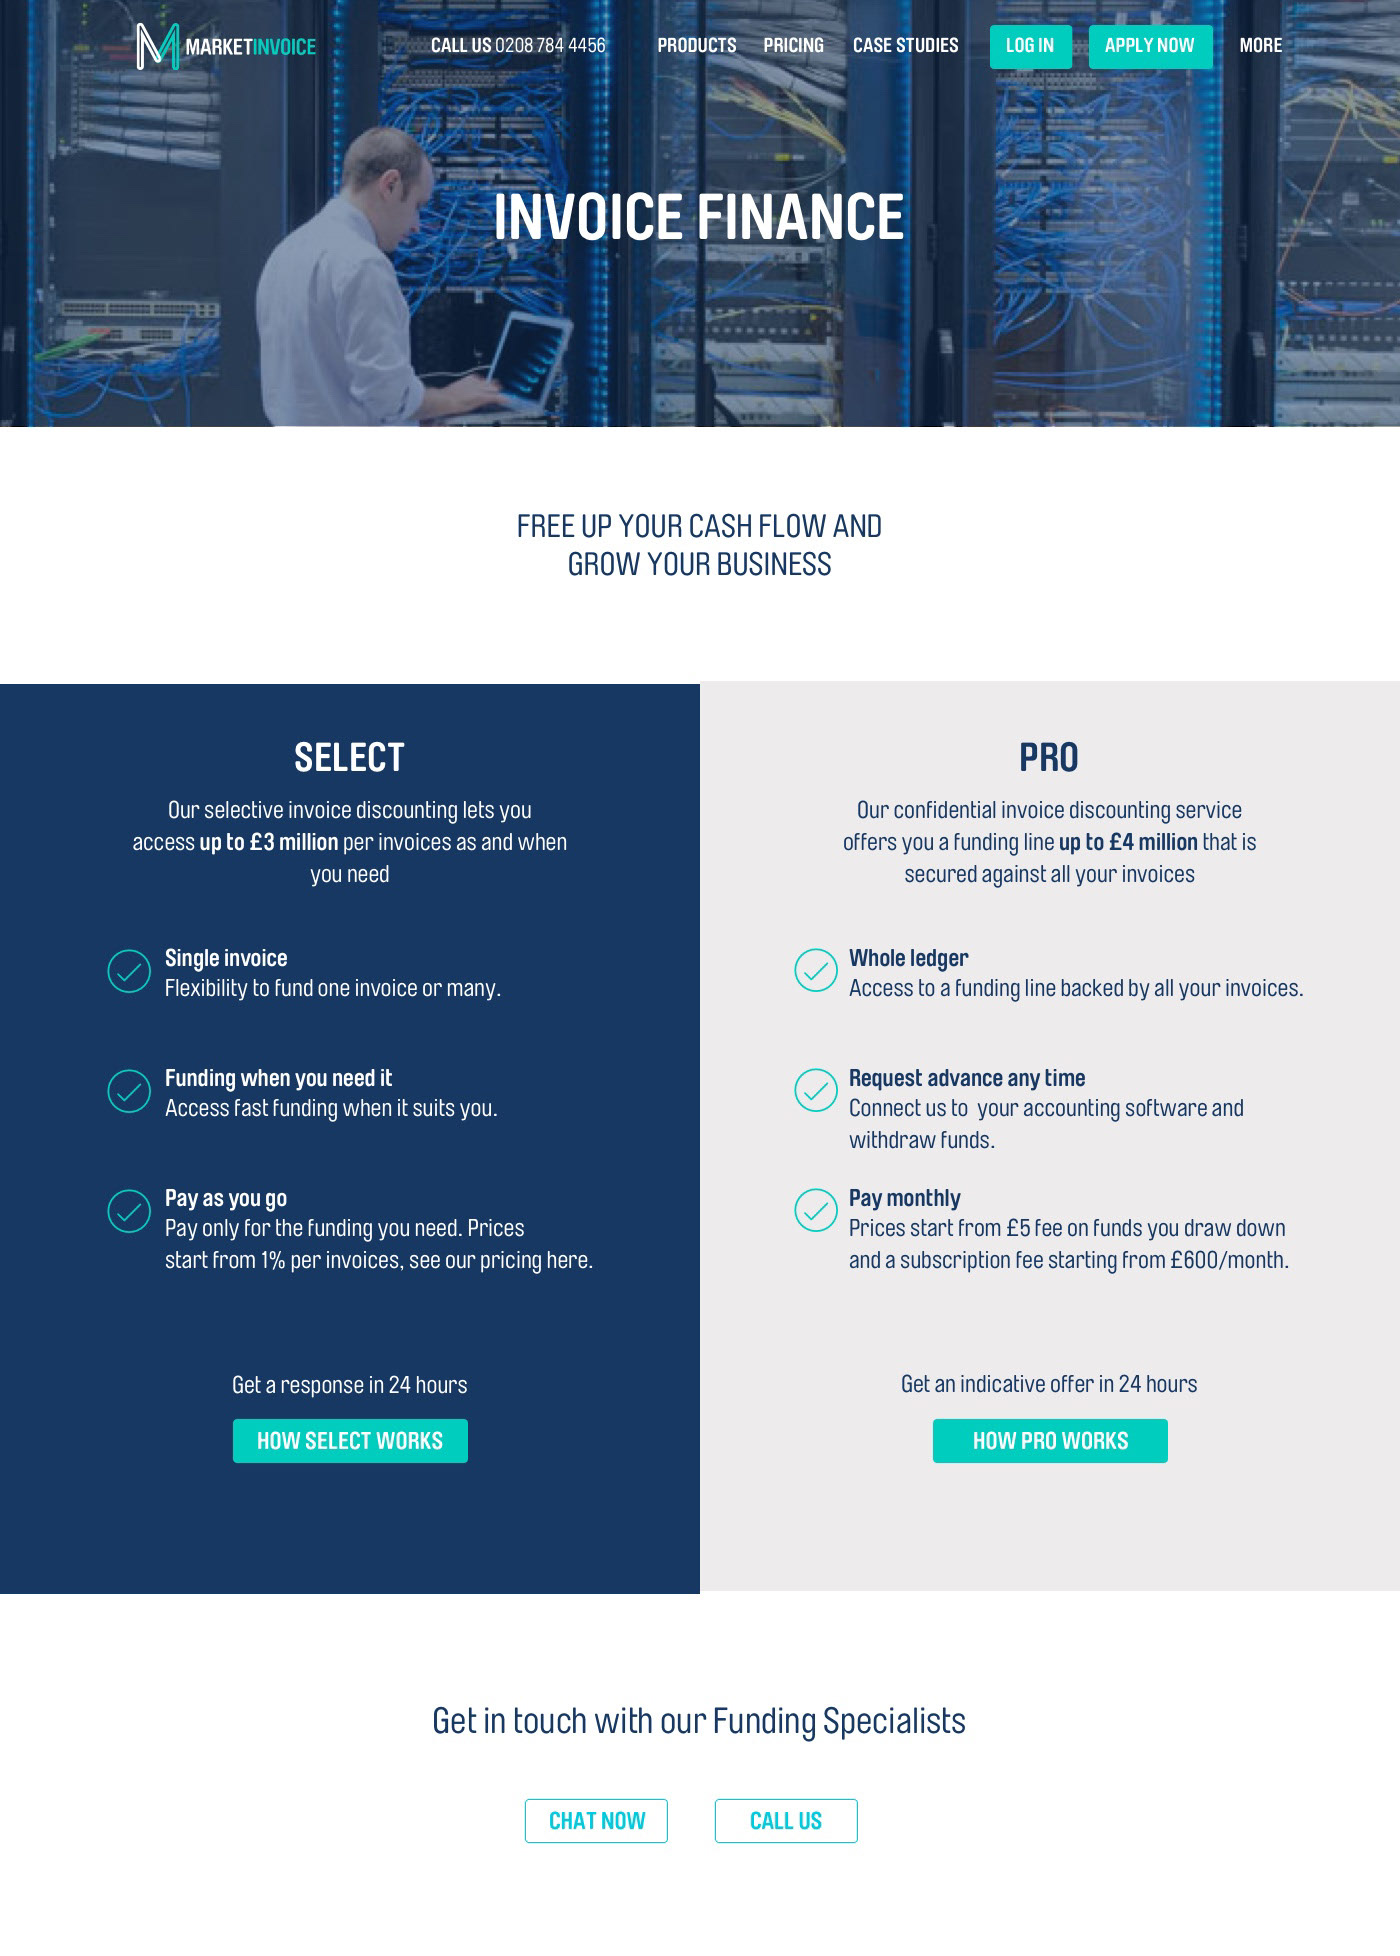 MARKETINVOICE
CALL US 0208 784 4456
PRODUCTS
PRICING
CASE STUDIES
LOG IN
APPLY NOW
MORE
INVOICE FINANCE
FREE UP YOUR CASH FLOW AND
GROW YOUR BUSINESS
SELECT
Our selective invoice discounting lets you
access up to £3 million per invoices as and when
you need
Single invoice
Flexibility to fund one invoice or many.
Funding when you need it
Access fast funding when it suits you.
Pay as you go
Pay only for the funding you need. Prices
start from 1% per invoices, see our pricing here.
Get a response in 24 hours
HOW SELECT WORKS
PRO
Our confidential invoice discounting service
offers you a funding line up to £4 million that is
secured against all your invoices
Whole ledger
Access to a funding line backed by all your invoices.
Request advance any time
Connect us to  your accounting software and
withdraw funds.
Pay monthly
Prices start from £5 fee on funds you draw down
and a subscription fee starting from £600/month.
Get an indicative offer in 24 hours
HOW PRO WORKS
Get in touch with our Funding Specialists
CHAT NOW
CALL US